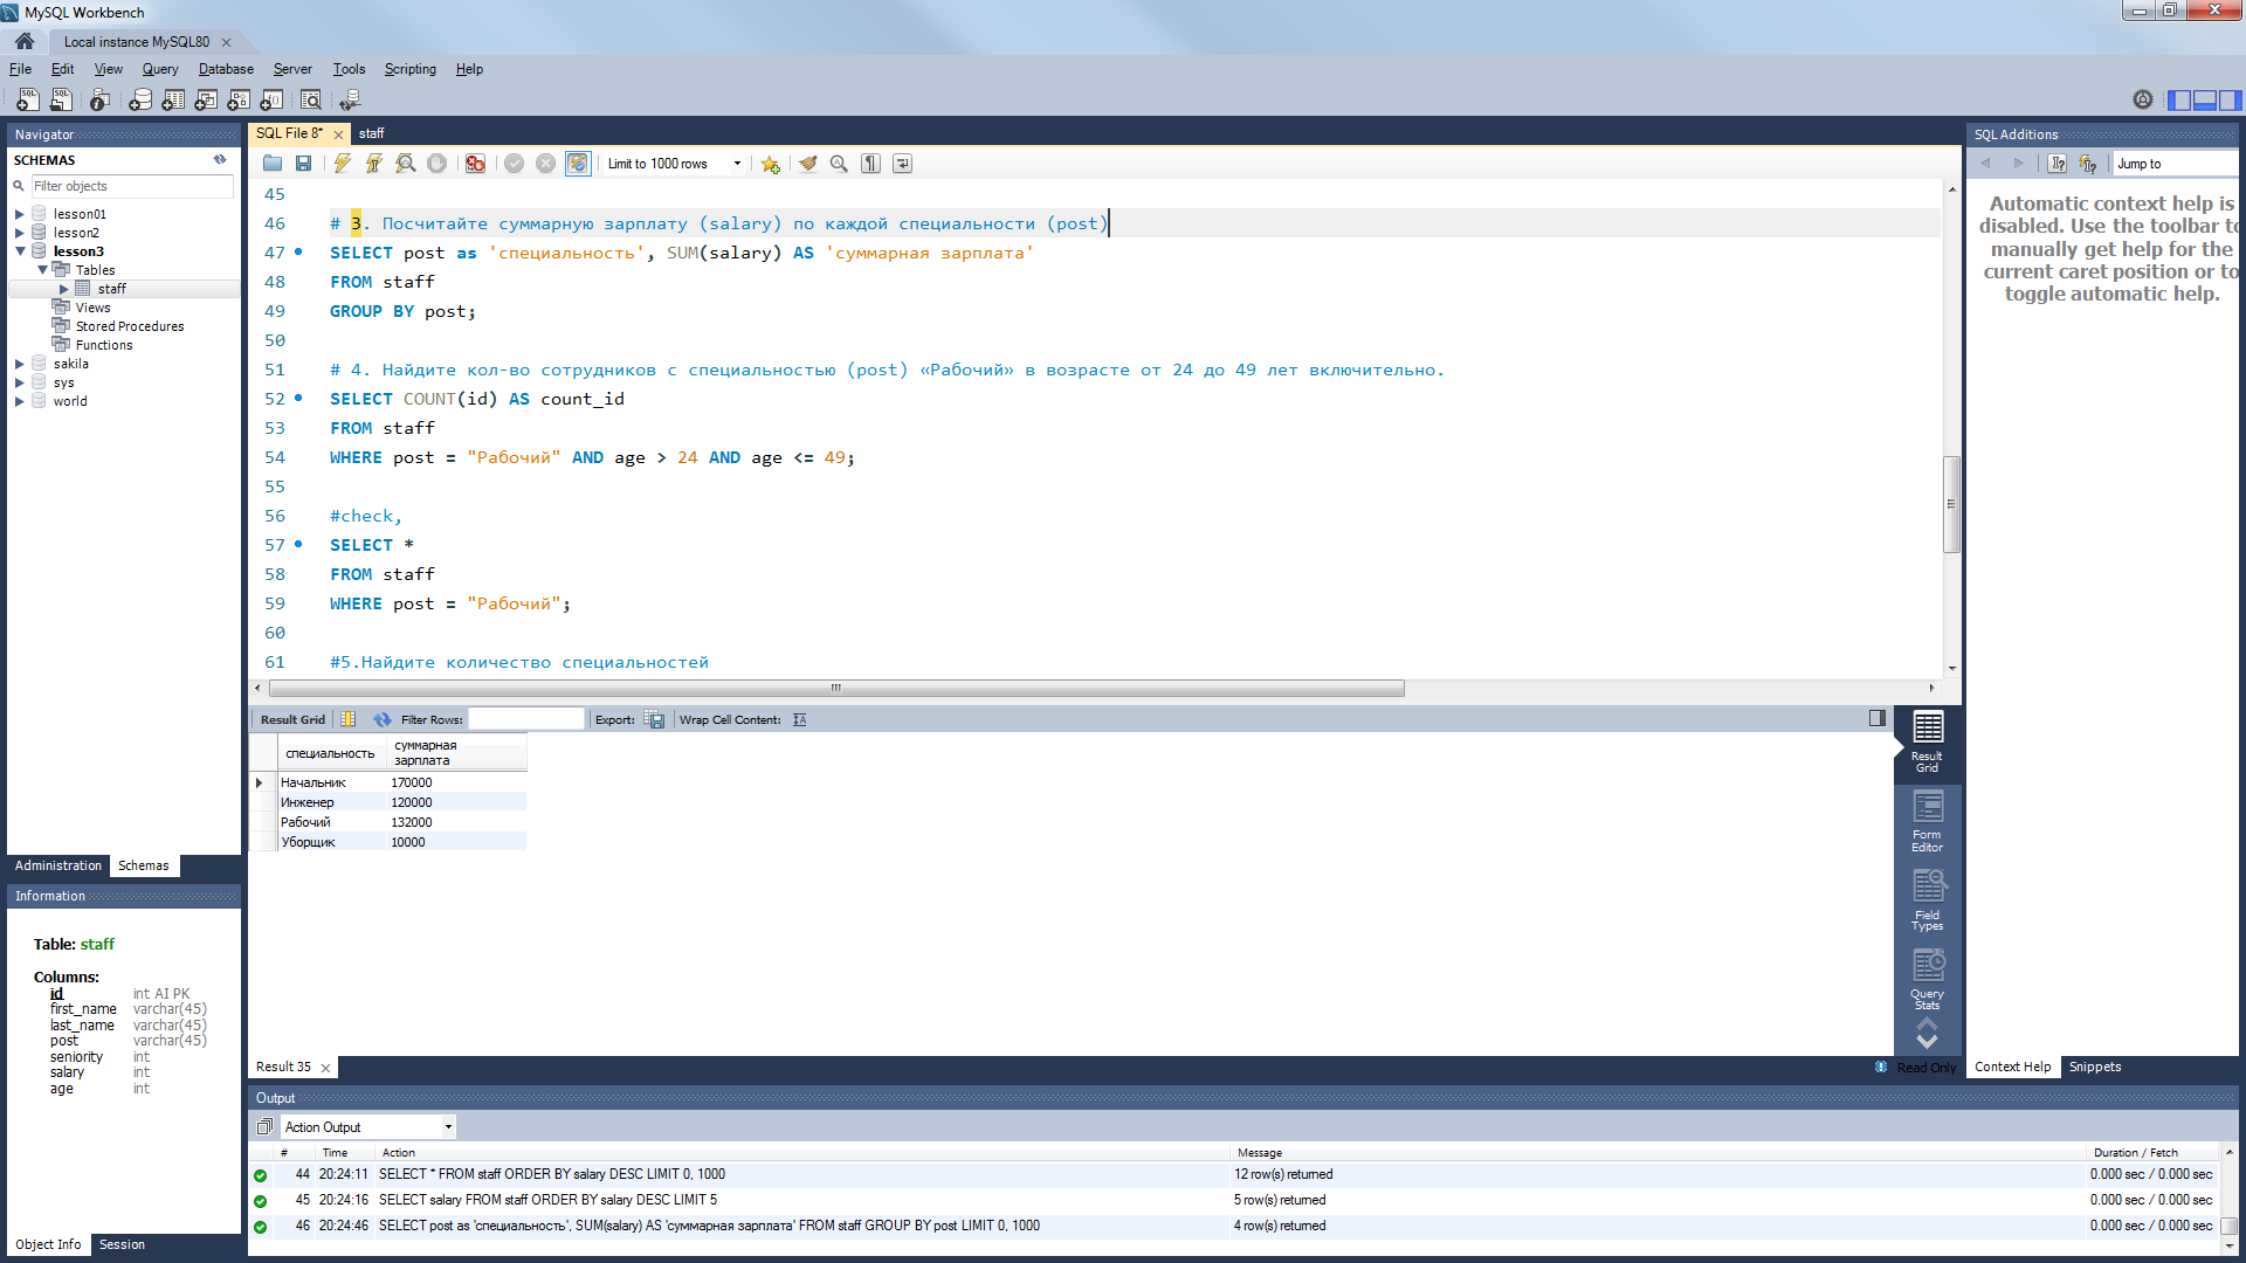 MySQL Workbench
Local instance MySQL80
File Edit View Query Database Server Tools Scripting Help
Navigator
SCHEMAS
Filter objects
lesson01
lesson2
lesson3
Tables
staff
Views
Stored Procedures
Functions
sakila
sys
world
Administration Schemas
Information
Table: staff
Columns:
id int AI PK
first_name varchar(45)
last_name varchar(45)
post varchar(45)
seniority int
salary int
age int
Object Info Session
SQL File 8* staff
Limit to 1000 rows
45
46 # 3. Посчитайте суммарную зарплату (salary) по каждой специальности (post)
47 SELECT post as 'специальность', SUM(salary) AS 'суммарная зарплата'
48 FROM staff
49 GROUP BY post;
50
51 # 4. Найдите кол-во сотрудников с специальностью (post) «Рабочий» в возрасте от 24 до 49 лет включительно.
52 SELECT COUNT(id) AS count_id
53 FROM staff
54 WHERE post = "Рабочий" AND age > 24 AND age <= 49;
55
56 #check,
57 SELECT *
58 FROM staff
59 WHERE post = "Рабочий";
60
61 #5.Найдите количество специальностей
Result Grid Filter Rows: Export: Wrap Cell Content:
специальность суммарная зарплата
Начальник 170000
Инженер 120000
Рабочий 132000
Уборщик 10000
Result Grid
Form Editor
Field Types
Query Stats
Result 35
Read Only
SQL Additions
Jump to
Automatic context help is
disabled. Use the toolbar to
manually get help for the
current caret position or to
toggle automatic help.
Context Help Snippets
Output
Action Output
# Time Action Message Duration / Fetch
44 20:24:11 SELECT * FROM staff ORDER BY salary DESC LIMIT 0, 1000 12 row(s) returned 0.000 sec / 0.000 sec
45 20:24:16 SELECT salary FROM staff ORDER BY salary DESC LIMIT 5 5 row(s) returned 0.000 sec / 0.000 sec
46 20:24:46 SELECT post as 'специальность', SUM(salary) AS 'суммарная зарплата' FROM staff GROUP BY post LIMIT 0, 1000 4 row(s) returned 0.000 sec / 0.000 sec